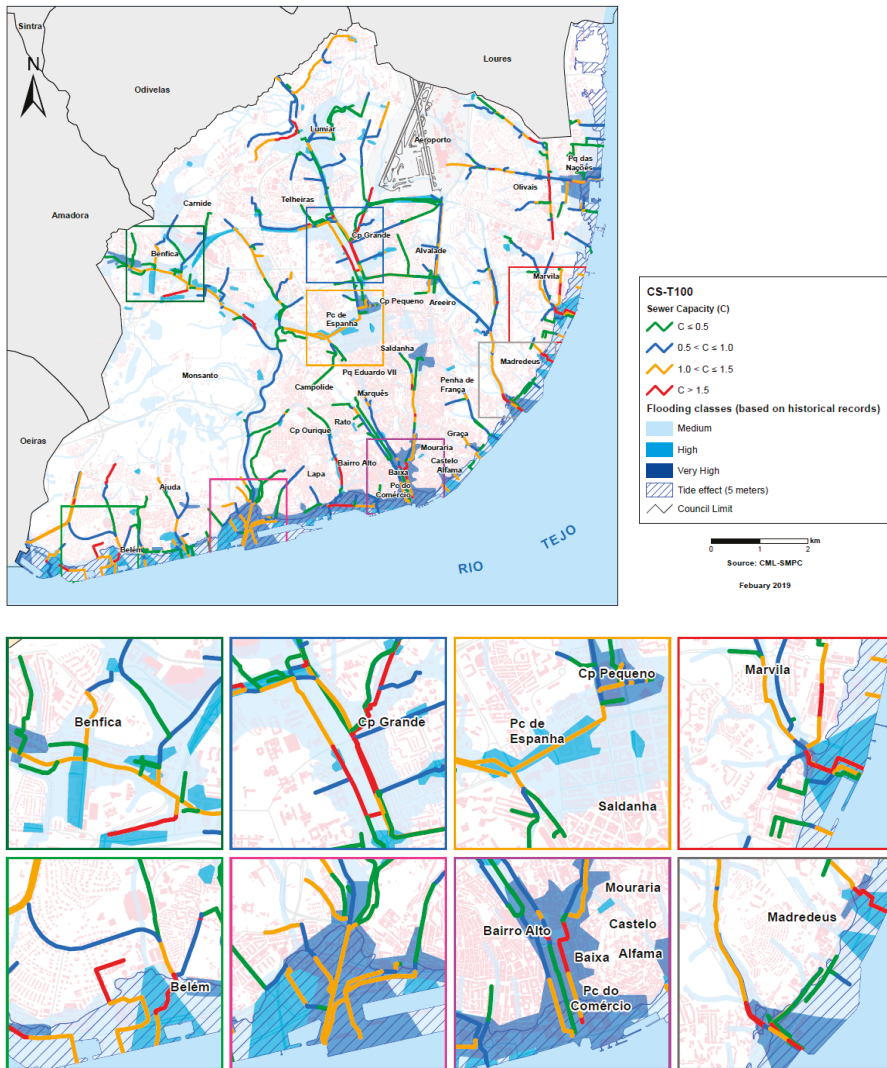 Sintra
Loures
N
Odivelas
Lumiar
Aeroporto
Pq das
Nações
Olivais
Telheiras
Carnide
Amadora
Cp Grande
Benfica
Alvalade
Marvila
Cp Pequeno
Areeiro
Pc de
Espanha
Saldanha
Madredeus
Monsanto
Pq Eduardo VII
Penha de
França
Campolide
Marquês
Rato
Oeiras
Cp Ourique
Graça
Mouraria
Bairro Alto
Castelo
Lapa
Baixa
Alfama
Ajuda
Pc do
Comércio
Belém
RIO
TEJO
CS-T100
Sewer Capacity (C)
C ≤ 0.5
0.5 < C ≤ 1.0
1.0 < C ≤ 1.5
C > 1.5
Flooding classes (based on historical records)
Medium
High
Very High
Tide effect (5 meters)
Council Limit
0 1 2 km
Source: CML-SMPC
Febuary 2019
Benfica
Cp Grande
Cp Pequeno
Pc de
Espanha
Saldanha
Marvila
Belém
Mouraria
Bairro Alto
Castelo
Baixa
Alfama
Pc do
Comércio
Madredeus